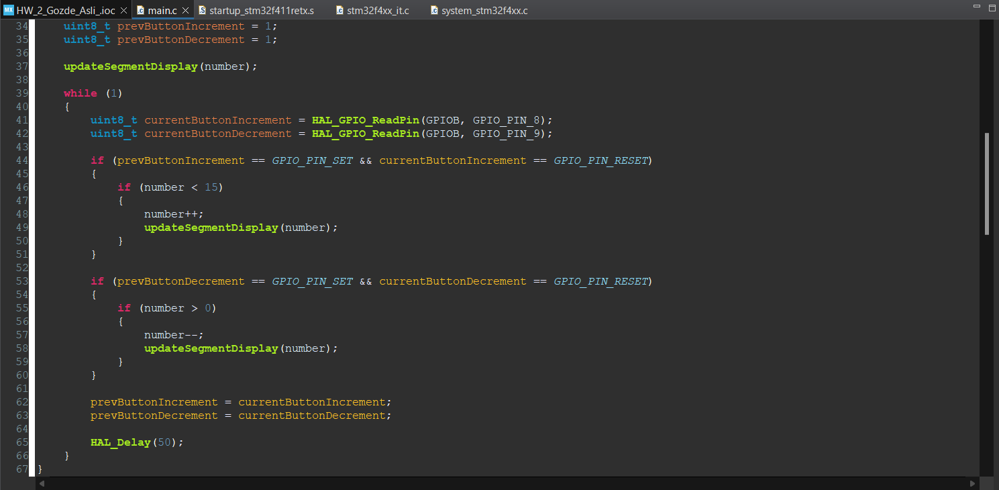 MX HW_2_Gozde_Asli_.ioc main.c startup_stm32f411retx.s stm32f4xx_it.c system_stm32f4xx.c
34 uint8_t prevButtonIncrement = 1;
35 uint8_t prevButtonDecrement = 1;
36
37 updateSegmentDisplay(number);
38
39 while (1)
40 {
41 uint8_t currentButtonIncrement = HAL_GPIO_ReadPin(GPIOB, GPIO_PIN_8);
42 uint8_t currentButtonDecrement = HAL_GPIO_ReadPin(GPIOB, GPIO_PIN_9);
43
44 if (prevButtonIncrement == GPIO_PIN_SET && currentButtonIncrement == GPIO_PIN_RESET)
45 {
46 if (number < 15)
47 {
48 number++;
49 updateSegmentDisplay(number);
50 }
51 }
52
53 if (prevButtonDecrement == GPIO_PIN_SET && currentButtonDecrement == GPIO_PIN_RESET)
54 {
55 if (number > 0)
56 {
57 number--;
58 updateSegmentDisplay(number);
59 }
60 }
61
62 prevButtonIncrement = currentButtonIncrement;
63 prevButtonDecrement = currentButtonDecrement;
64
65 HAL_Delay(50);
66 }
67 }